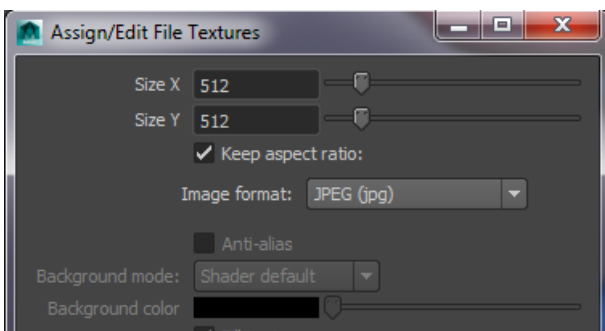 Assign/Edit File Textures
Size X 512
Size Y 512
Keep aspect ratio:
Image format: JPEG (jpg)
Anti-alias
Background mode: Shader default
Background color